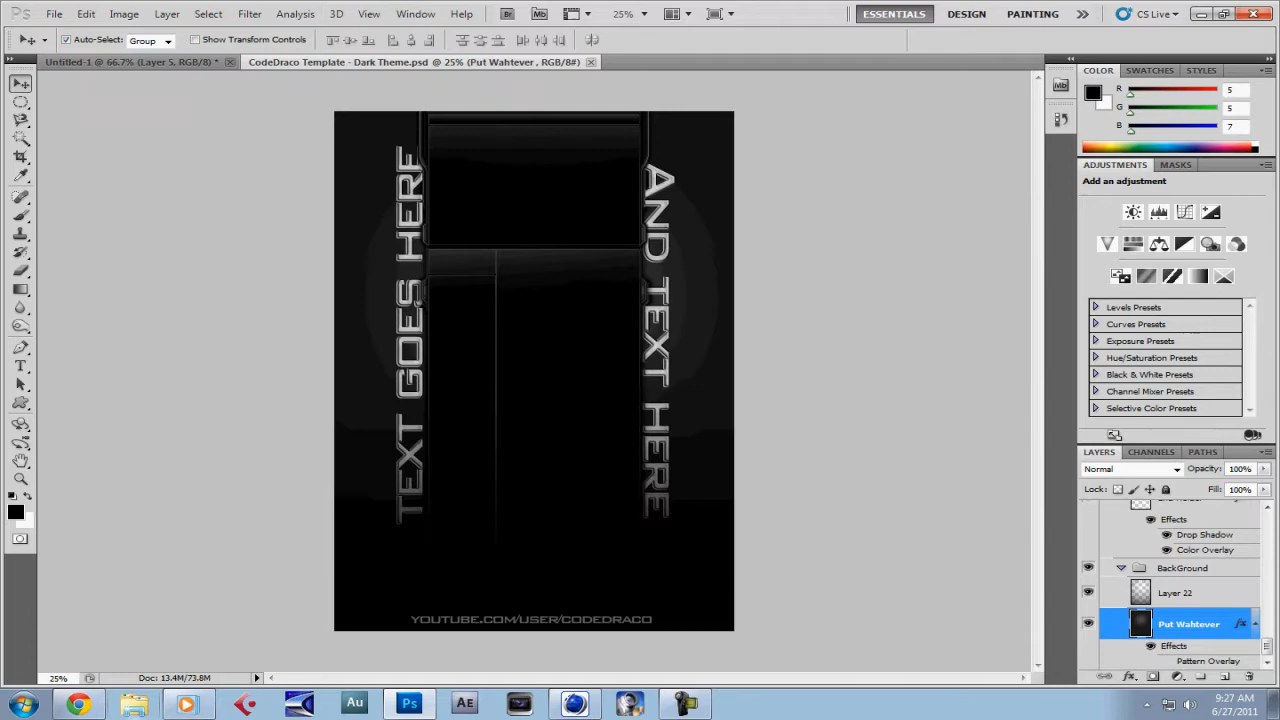 Ps File Edit Image Layer Select Filter Analysis 3D View Window Help Br Mb 25% ESSENTIALS DESIGN PAINTING CS Live
Auto-Select: Group Show Transform Controls
Untitled-1 @ 66.7% (Layer 5, RGB/8) * CodeDraco Template - Dark Theme.psd @ 25% (Put Wahtever , RGB/8#)
COLOR SWATCHES STYLES
R 5
G 5
B 7
ADJUSTMENTS MASKS
Add an adjustment
Levels Presets
Curves Presets
Exposure Presets
Hue/Saturation Presets
Black & White Presets
Channel Mixer Presets
Selective Color Presets
TEXT GOES HERE
AND TEXT HERE
YOUTUBE.COM/USER/CODEDRACO
LAYERS CHANNELS PATHS
Normal Opacity: 100%
Lock: Fill: 100%
Effects
Drop Shadow
Color Overlay
BackGround
Layer 22
Put Wahtever fx
Effects
Pattern Overlay
25% Doc: 13.4M/73.8M
Au Ps Ae
9:27 AM
6/27/2011